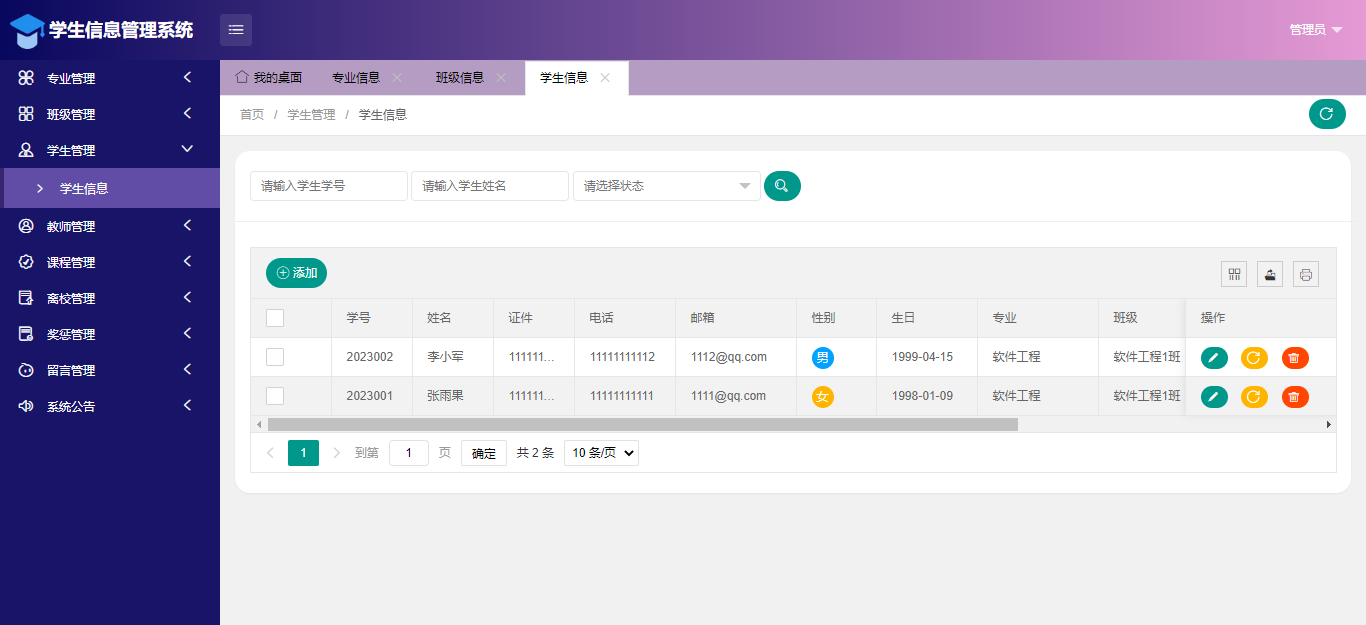 学生信息管理系统
管理员
专业管理
班级管理
学生管理
学生信息
教师管理
课程管理
离校管理
奖惩管理
留言管理
系统公告
我的桌面 专业信息 班级信息 学生信息
首页 / 学生管理 / 学生信息
请输入学生学号 请输入学生姓名 请选择状态
添加
学号 姓名 证件 电话 邮箱 性别 生日 专业 班级 操作
2023002 李小军 111111... 11111111112 1112@qq.com 男 1999-04-15 软件工程 软件工程1班
2023001 张雨果 111111... 11111111111 1111@qq.com 女 1998-01-09 软件工程 软件工程1班
1 到第 1 页 确定 共 2 条 10 条/页